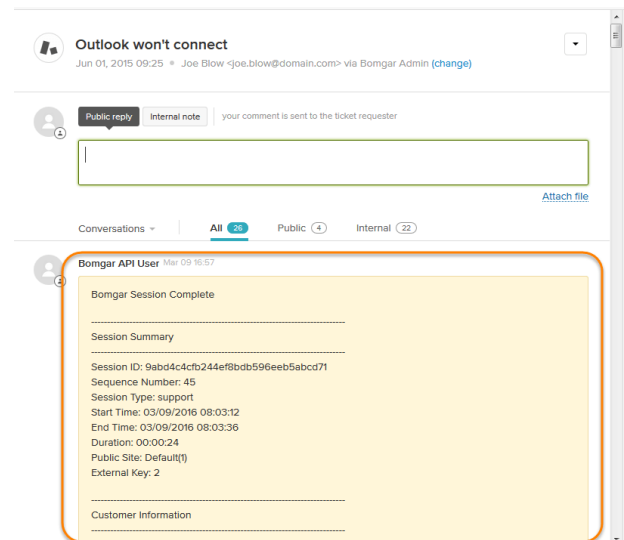 Outlook won't connect
Jun 01, 2015 09:25 Joe Blow <joe.blow@domain.com> via Bomgar Admin (change)
Public reply Internal note your comment is sent to the ticket requester
Attach file
Conversations All 26 Public 4 Internal 22
Bomgar API User Mar 09 16:57
Bomgar Session Complete
--------------------------------------------------------------------------------
Session Summary
--------------------------------------------------------------------------------
Session ID: 9abd4c4cfb244ef8bdb596eeb5abcd71
Sequence Number: 45
Session Type: support
Start Time: 03/09/2016 08:03:12
End Time: 03/09/2016 08:03:36
Duration: 00:00:24
Public Site: Default(1)
External Key: 2
--------------------------------------------------------------------------------
Customer Information
--------------------------------------------------------------------------------